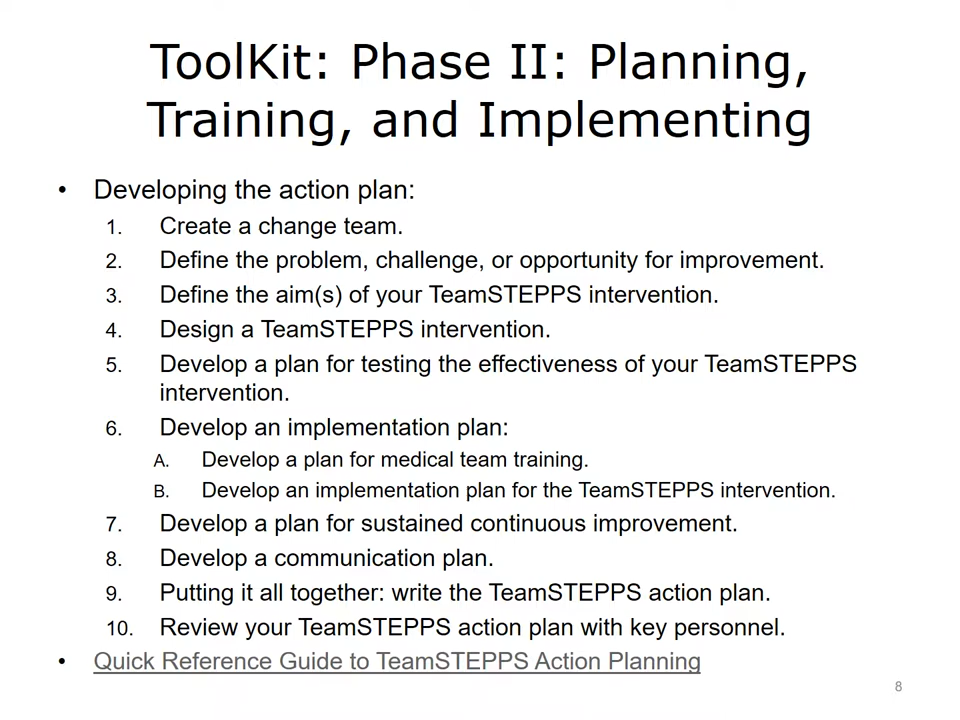 ToolKit: Phase II: Planning,
Training, and Implementing
• Developing the action plan:
1. Create a change team.
2. Define the problem, challenge, or opportunity for improvement.
3. Define the aim(s) of your TeamSTEPPS intervention.
4. Design a TeamSTEPPS intervention.
5. Develop a plan for testing the effectiveness of your TeamSTEPPS
intervention.
6. Develop an implementation plan:
A. Develop a plan for medical team training.
B. Develop an implementation plan for the TeamSTEPPS intervention.
7. Develop a plan for sustained continuous improvement.
8. Develop a communication plan.
9. Putting it all together: write the TeamSTEPPS action plan.
10. Review your TeamSTEPPS action plan with key personnel.
• Quick Reference Guide to TeamSTEPPS Action Planning
8